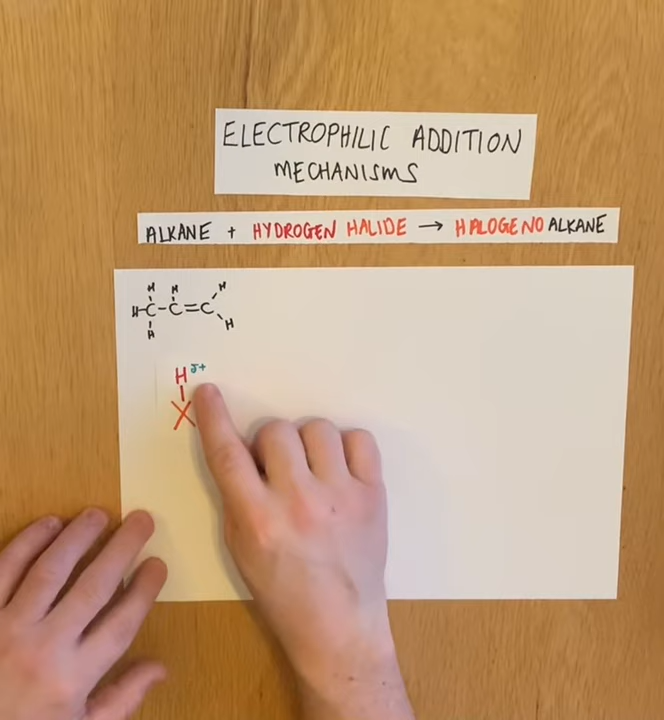 ELECTROPHILIC ADDITION
MECHANISMS
ALKANE + HYDROGEN HALIDE → HALOGENO ALKANE
H H H
H-C-C=C
H H
H δ+
X